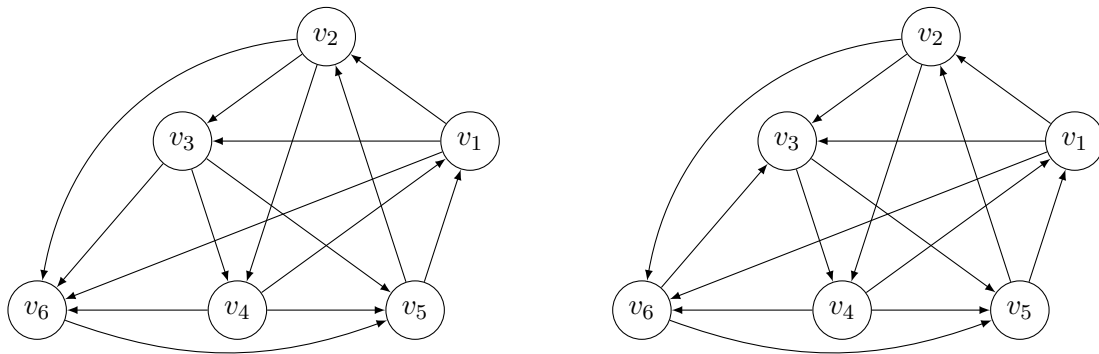 v₂ v₂
v₃ v₁ v₃ v₁
v₆ v₄ v₅ v₆ v₄ v₅